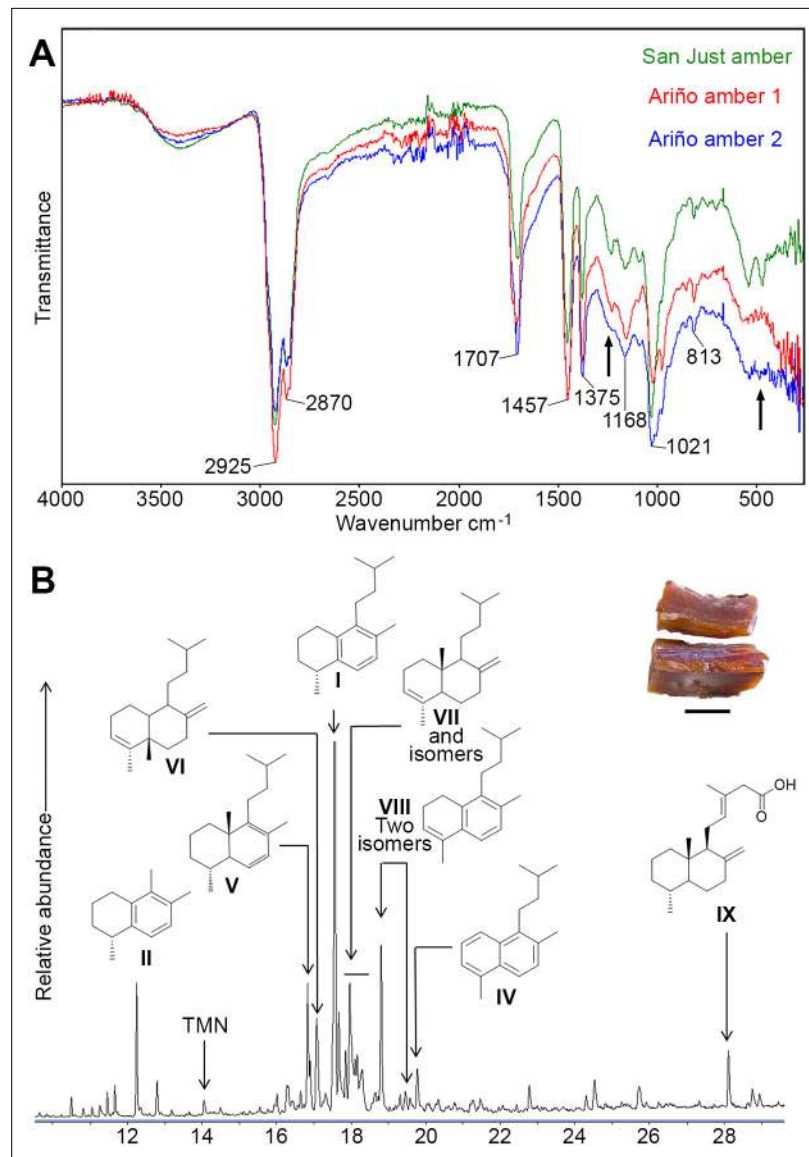 A
San Just amber
Ariño amber 1
Ariño amber 2
Transmittance
2925
2870
1707
1457
1375
1168
1021
813
4000 3500 3000 2500 2000 1500 1000 500
Wavenumber cm-1
B
Relative abundance
I
VI
VII
and
isomers
V
VIII
Two
isomers
II
TMN
IV
OH
O
IX
12 14 16 18 20 22 24 26 28